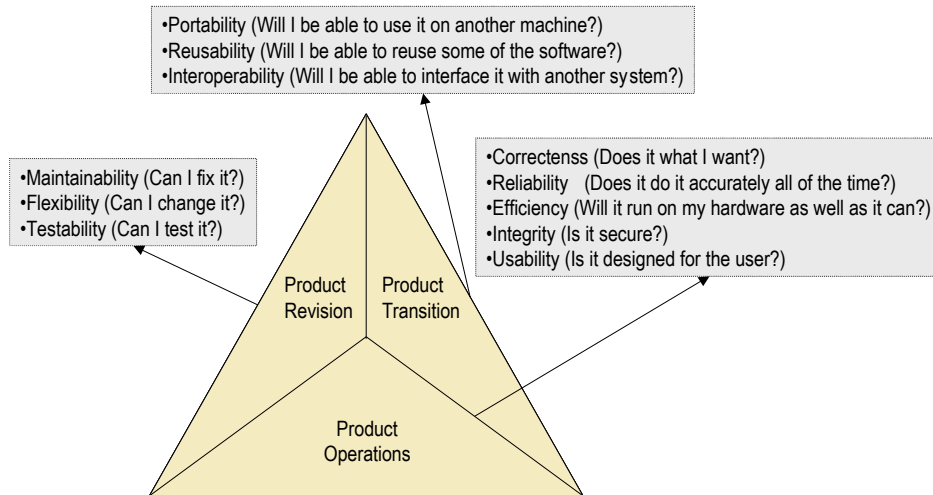 •Portability (Will I be able to use it on another machine?)
•Reusability (Will I be able to reuse some of the software?)
•Interoperability (Will I be able to interface it with another system?)
•Maintainability (Can I fix it?)
•Flexibility (Can I change it?)
•Testability (Can I test it?)
•Correctenss (Does it what I want?)
•Reliability (Does it do it accurately all of the time?)
•Efficiency (Will it run on my hardware as well as it can?)
•Integrity (Is it secure?)
•Usability (Is it designed for the user?)
Product
Revision
Product
Transition
Product
Operations